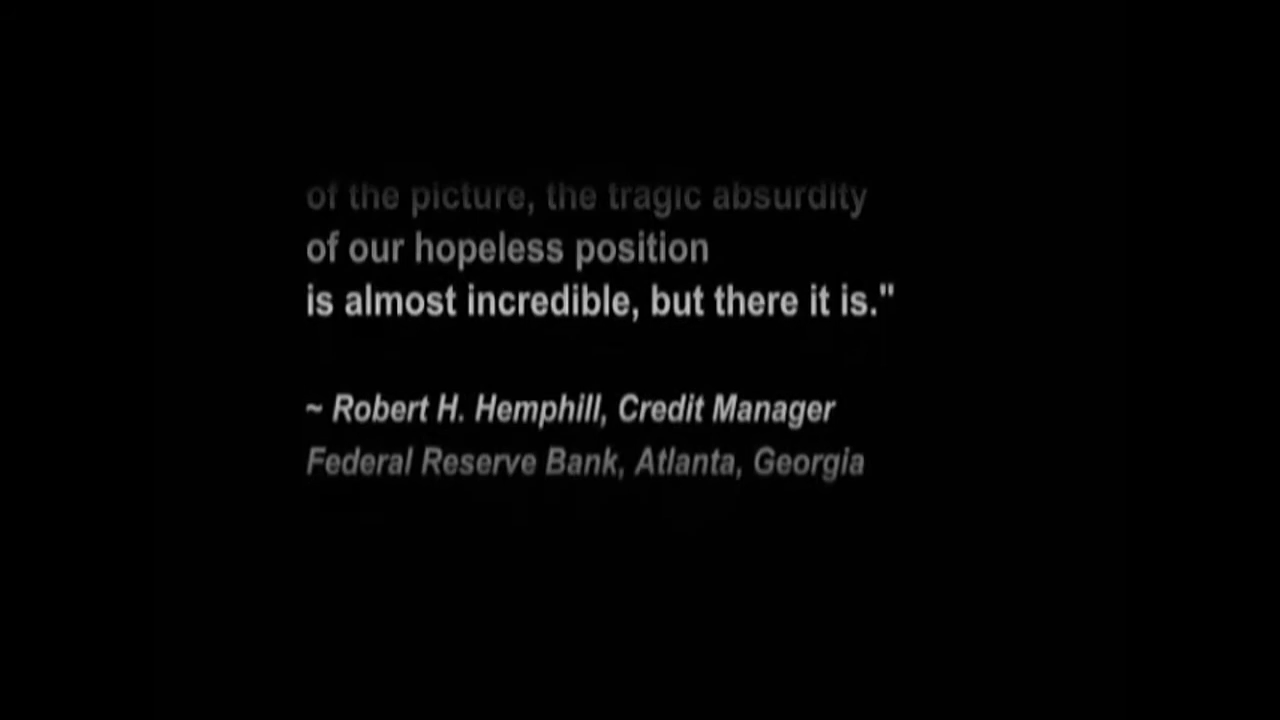 of the picture, the tragic absurdity
of our hopeless position
is almost incredible, but there it is."
~ Robert H. Hemphill, Credit Manager
Federal Reserve Bank, Atlanta, Georgia